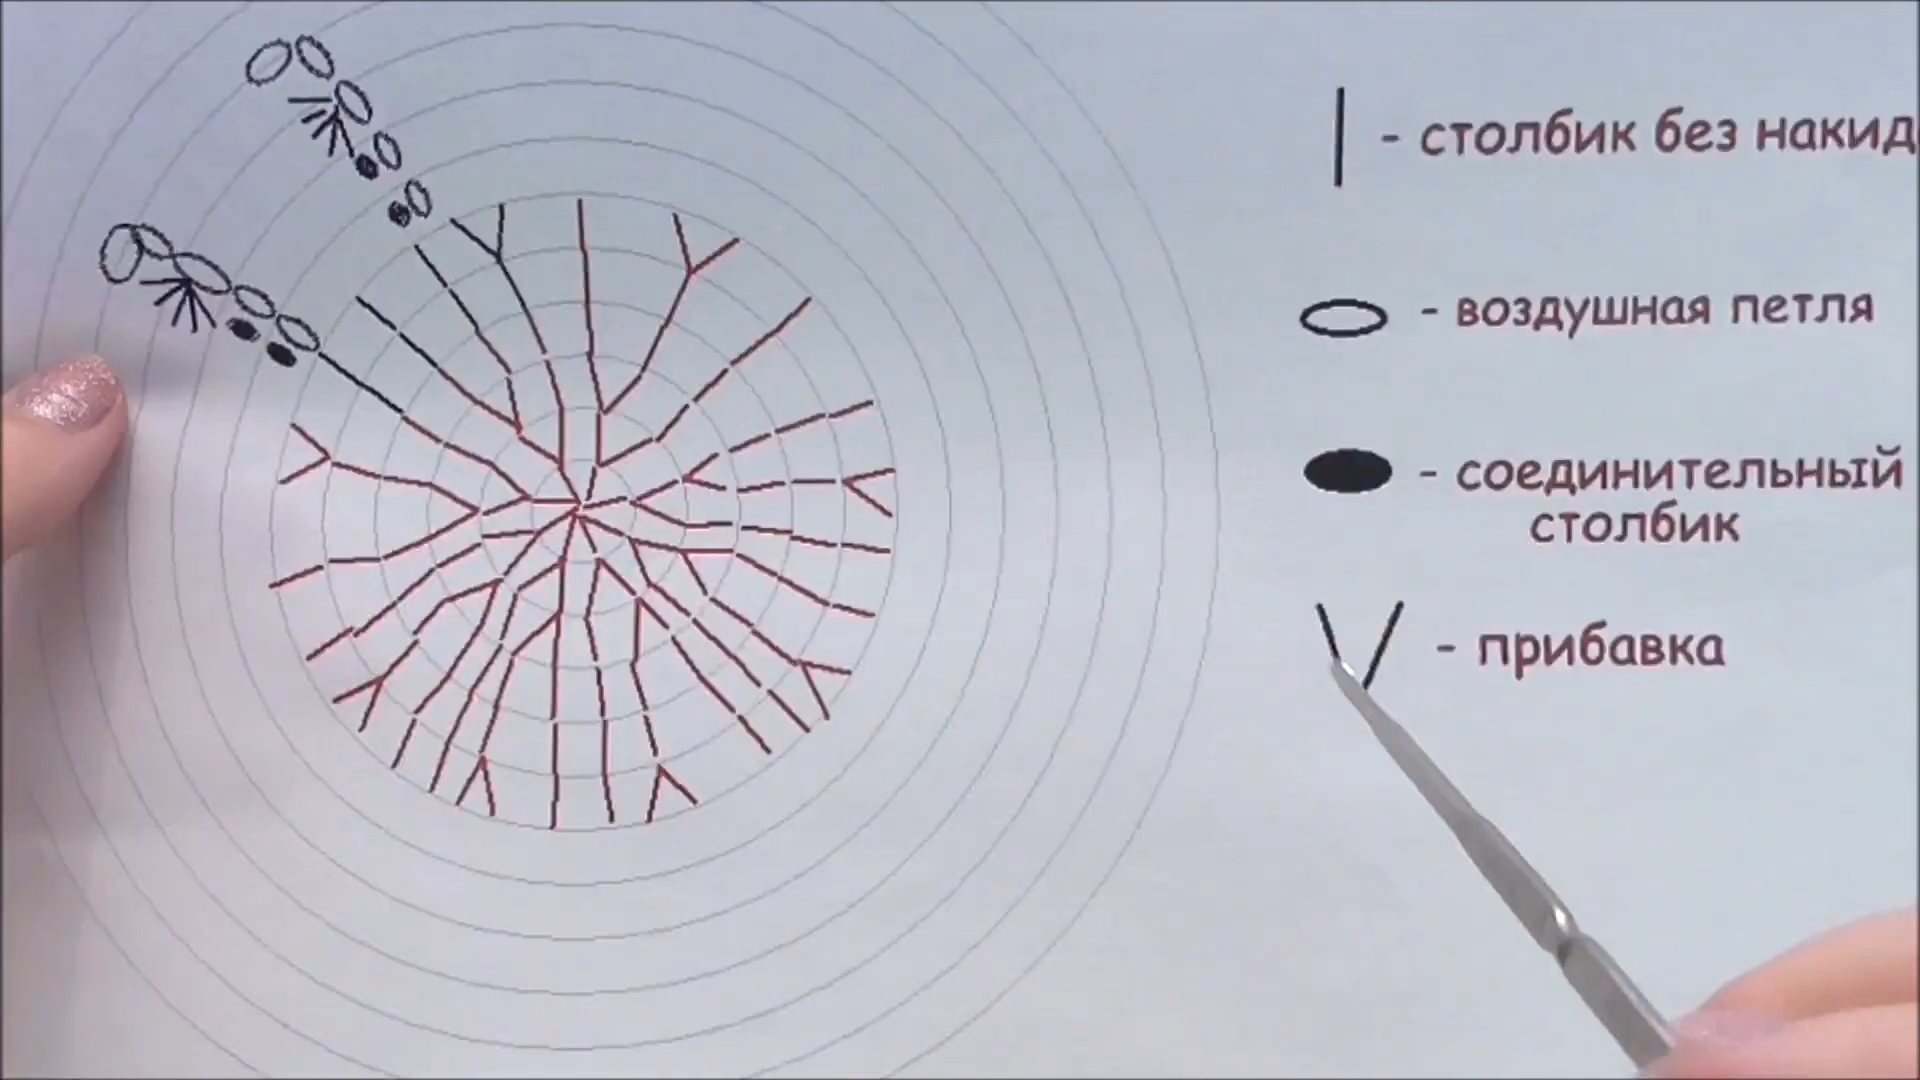 - столбик без накид
- воздушная петля
- соединительный
столбик
- прибавка